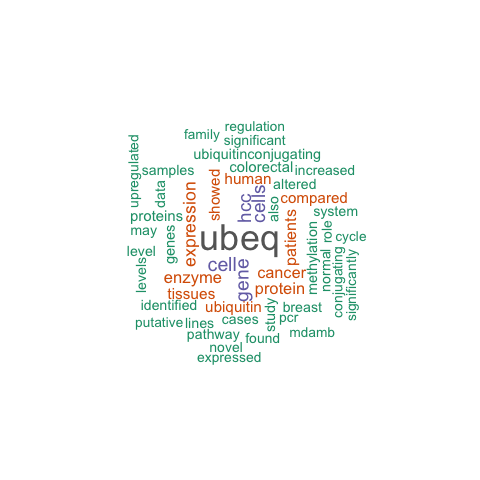 regulation
family
significant
upregulated
ubiquitinconjugating
samples
colorectal
increased
showed
human
data
expression
hcc
cells
altered
also
compared
proteins
patients
system
may
genes
ubeq
methylation
normal
role
cycle
level
levels
celle
gene
cancer
conjugating
significantly
enzyme
protein
tissues
identified
ubiquitin
study
breast
putative
lines
cases
pcr
pathway
found
mdamb
novel
expressed